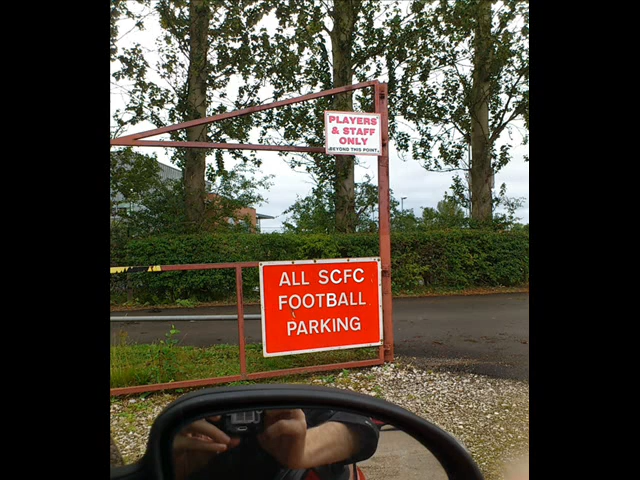 PLAYERS
& STAFF
ONLY
BEYOND THIS POINT
ALL SCFC
FOOTBALL
PARKING